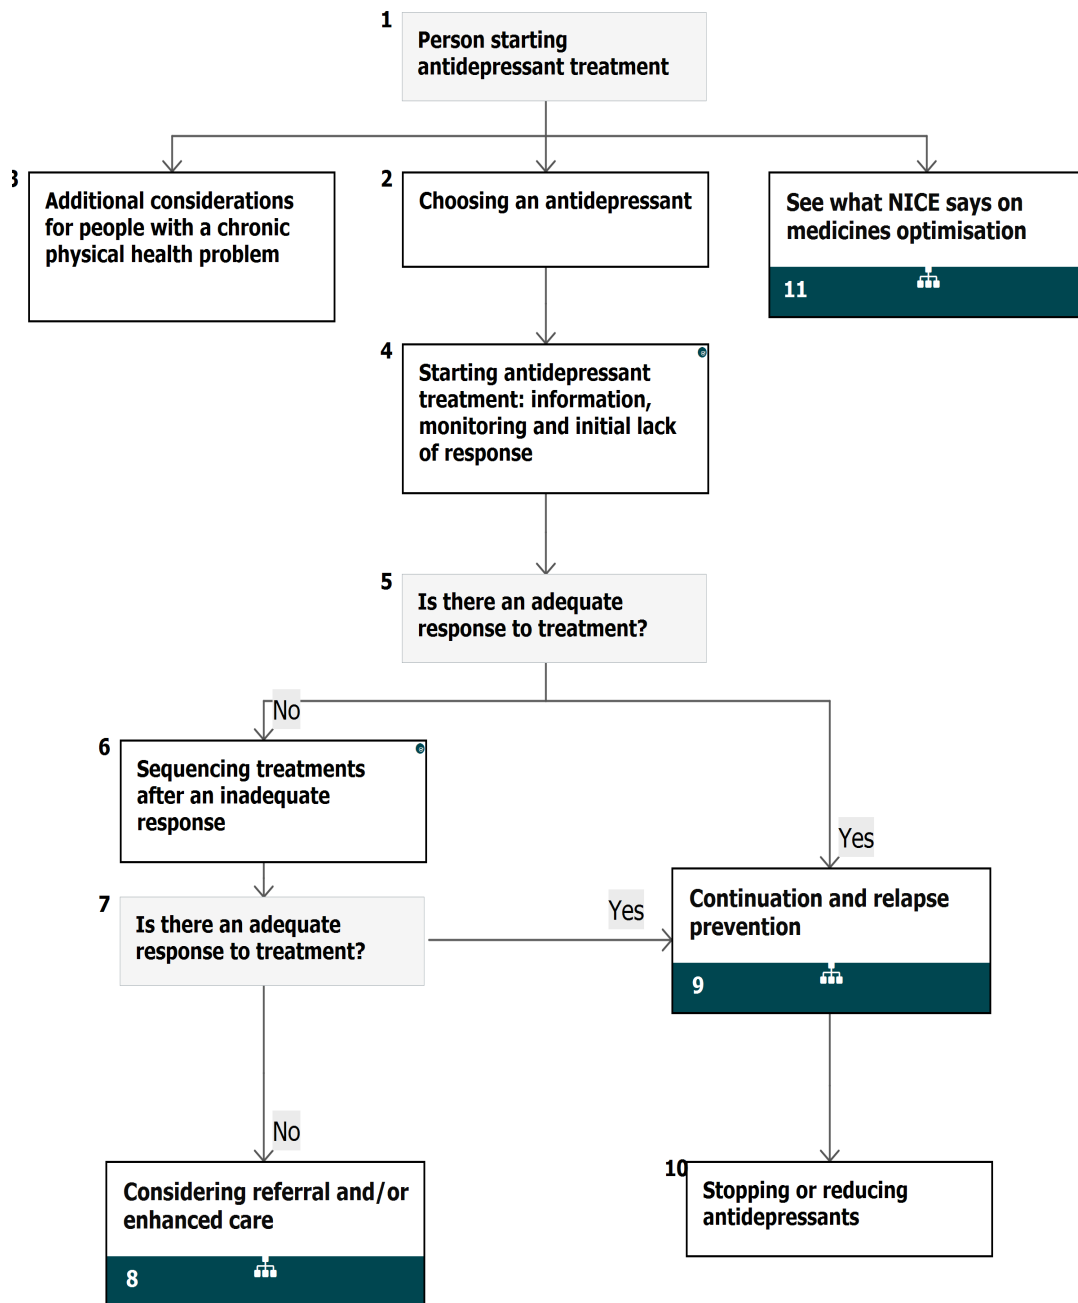 1
Person starting
antidepressant treatment
3
Additional considerations
for people with a chronic
physical health problem
2
Choosing an antidepressant
See what NICE says on
medicines optimisation
11
4
Starting antidepressant
treatment: information,
monitoring and initial lack
of response
5
Is there an adequate
response to treatment?
No
Yes
6
Sequencing treatments
after an inadequate
response
7
Is there an adequate
response to treatment?
Yes
Continuation and relapse
prevention
9
No
8
Considering referral and/or
enhanced care
10
Stopping or reducing
antidepressants